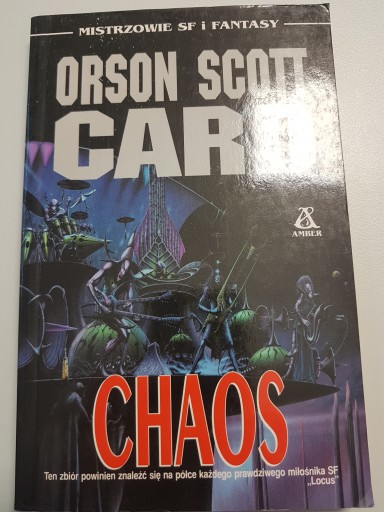 MISTRZOWIE SF i FANTASY
ORSON SCOTT
CARD
AMBER
CHAOS
Ten zbiór powinien znaleźć się na półce każdego prawdziwego miłośnika SF
„Locus"